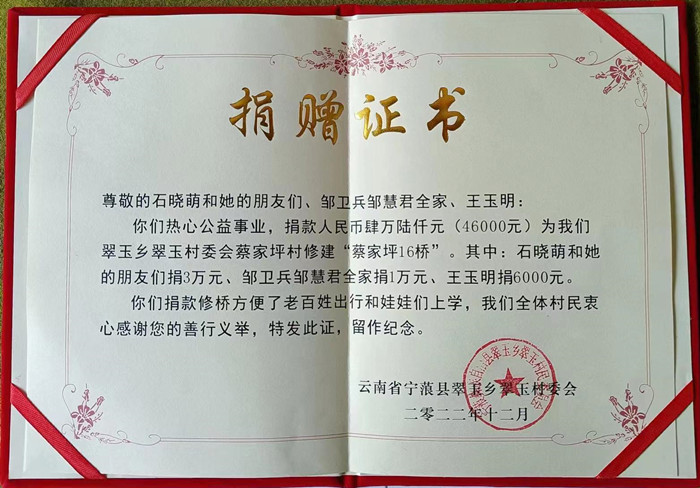 捐赠证书
尊敬的石晓萌和她的朋友们、邹卫兵邹慧君全家、王玉明：
你们热心公益事业，捐款人民币肆万陆仟元（46000元）为我们
翠玉乡翠玉村委会蔡家坪村修建“蔡家坪16桥”。其中：石晓萌和她
的朋友们捐3万元、邹卫兵邹慧君全家捐1万元、王玉明捐6000元。
你们捐款修桥方便了老百姓出行和娃娃们上学，我们全体村民衷
心感谢您的善行义举，特发此证，留作纪念。
云南省宁蒗县翠玉乡翠玉村委会
二零二二年十二月